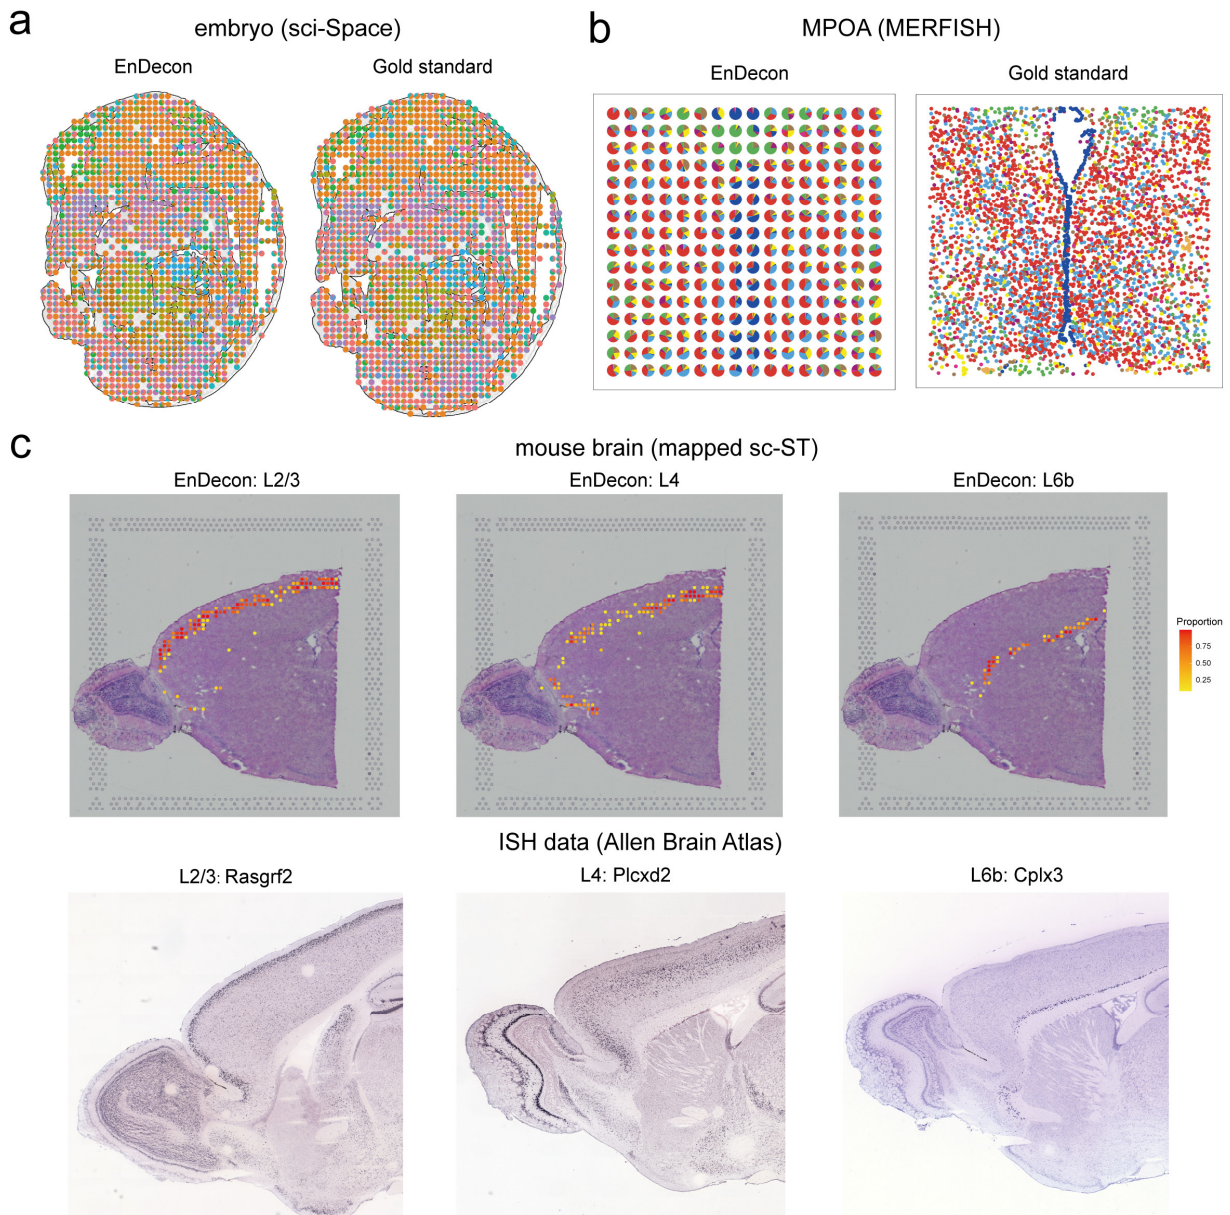 a
embryo (sci-Space)
EnDecon
Gold standard
b
MPOA (MERFISH)
EnDecon
Gold standard
c
mouse brain (mapped sc-ST)
EnDecon: L2/3
EnDecon: L4
EnDecon: L6b
Proportion
0.75
0.50
0.25
ISH data (Allen Brain Atlas)
L2/3: Rasgrf2
L4: Plcxd2
L6b: Cplx3